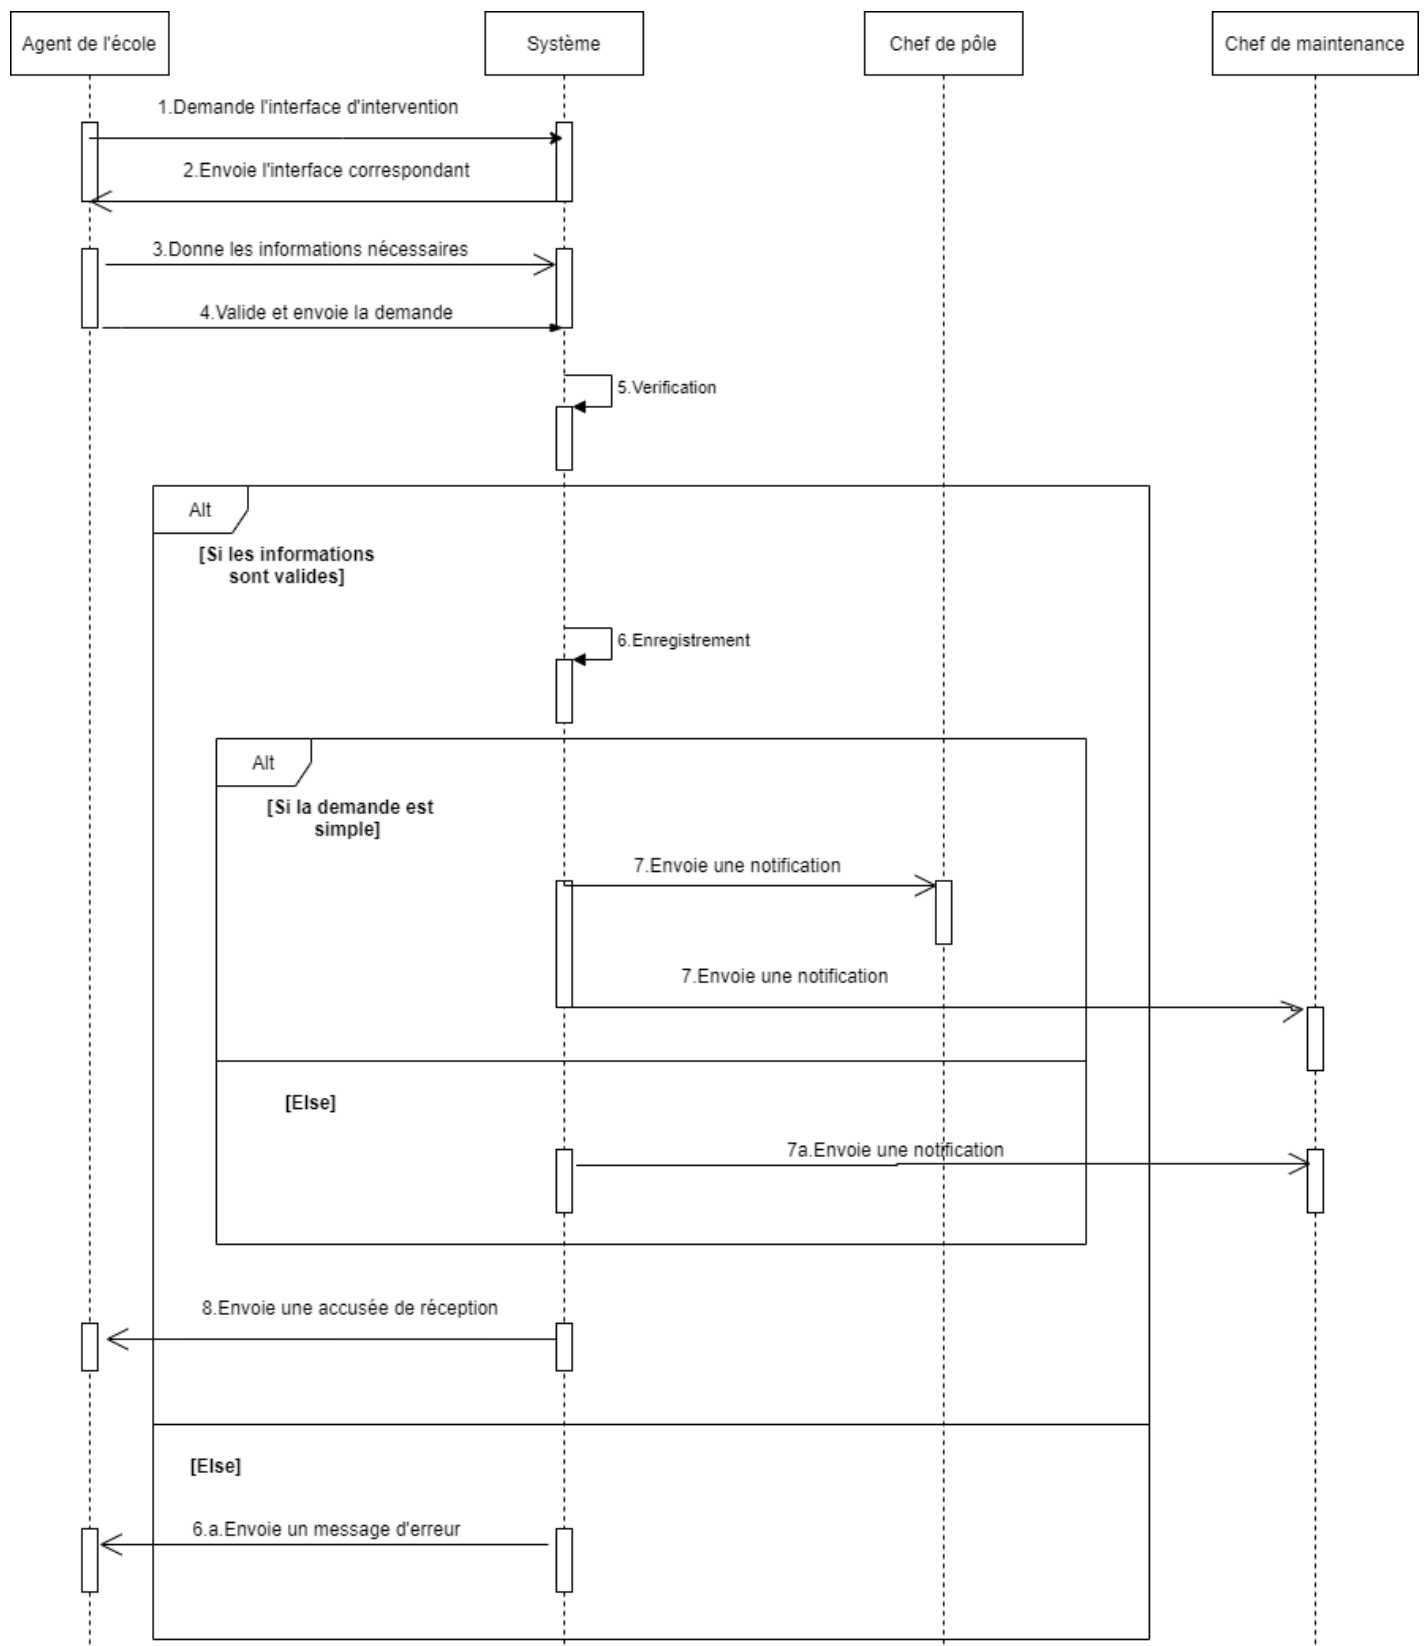 Agent de l'école
Système
Chef de pôle
Chef de maintenance
1.Demande l'interface d'intervention
2.Envoie l'interface correspondant
3.Donne les informations nécessaires
4.Valide et envoie la demande
5.Verification
Alt
[Si les informations
sont valides]
6.Enregistrement
Alt
[Si la demande est
simple]
7.Envoie une notification
7.Envoie une notification
[Else]
7a.Envoie une notification
8.Envoie une accusée de réception
[Else]
6.a.Envoie un message d'erreur